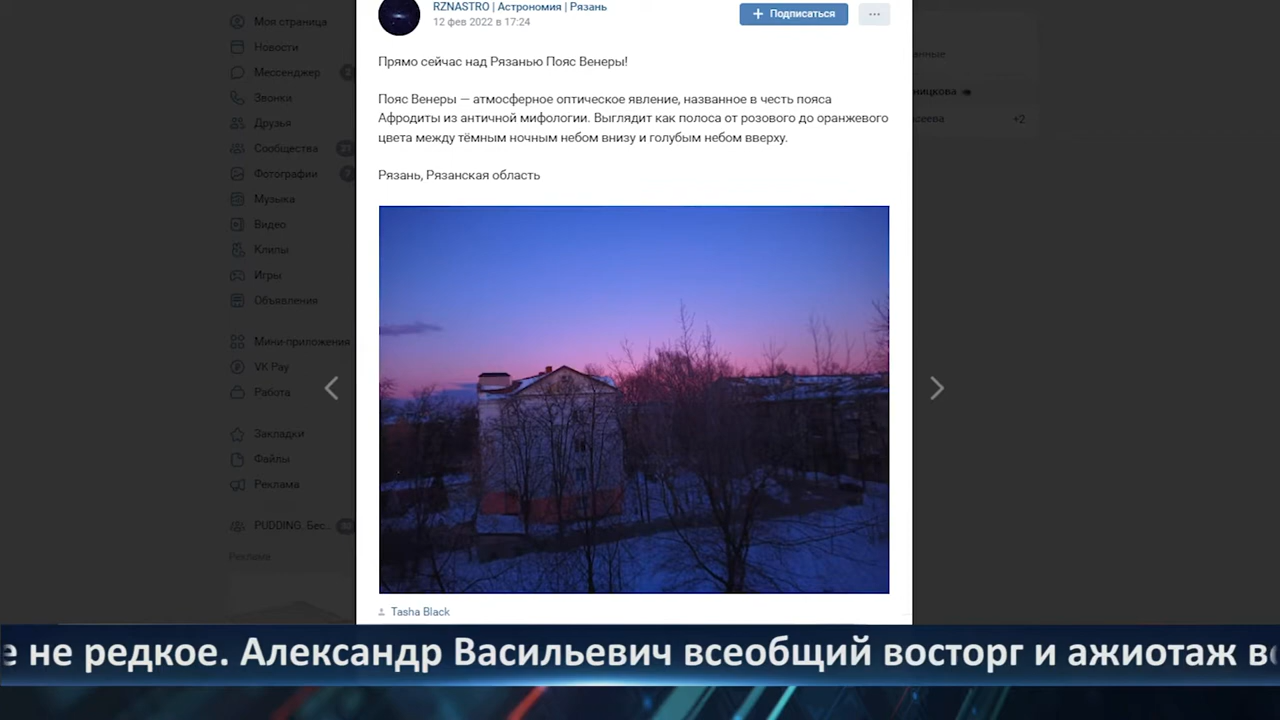 RZNASTRO | Астрономия | Рязань
12 фев 2022 в 17:24
Подписаться
Прямо сейчас над Рязанью Пояс Венеры!
Пояс Венеры — атмосферное оптическое явление, названное в честь пояса
Афродиты из античной мифологии. Выглядит как полоса от розового до оранжевого
цвета между тёмным ночным небом внизу и голубым небом вверху.
Рязань, Рязанская область
Tasha Black
Моя страница
Новости
Мессенджер
Звонки
Друзья
Сообщества
Фотографии
Музыка
Видео
Клипы
Игры
Объявления
Мини-приложения
VK Pay
Работа
Закладки
Файлы
Реклама
PUDDING. Бес..
Реклама
+2
не редкое. Александр Васильевич всеобщий восторг и ажиотаж